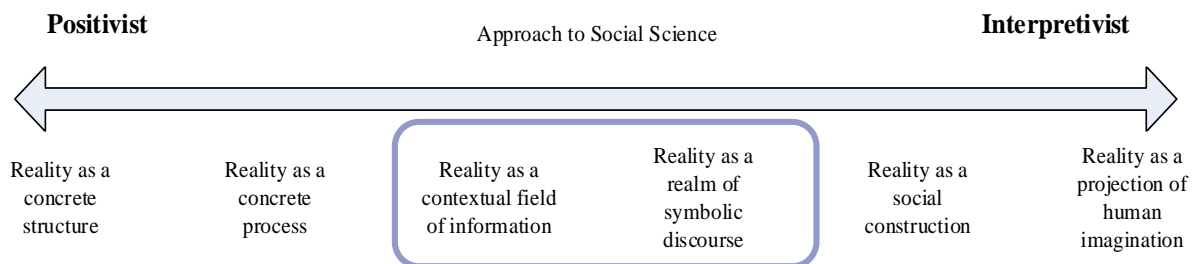 Positivist
Approach to Social Science
Interpretivist
Reality as a
concrete
structure
Reality as a
concrete
process
Reality as a
contextual field
of information
Reality as a
realm of
symbolic
discourse
Reality as a
social
construction
Reality as a
projection of
human
imagination